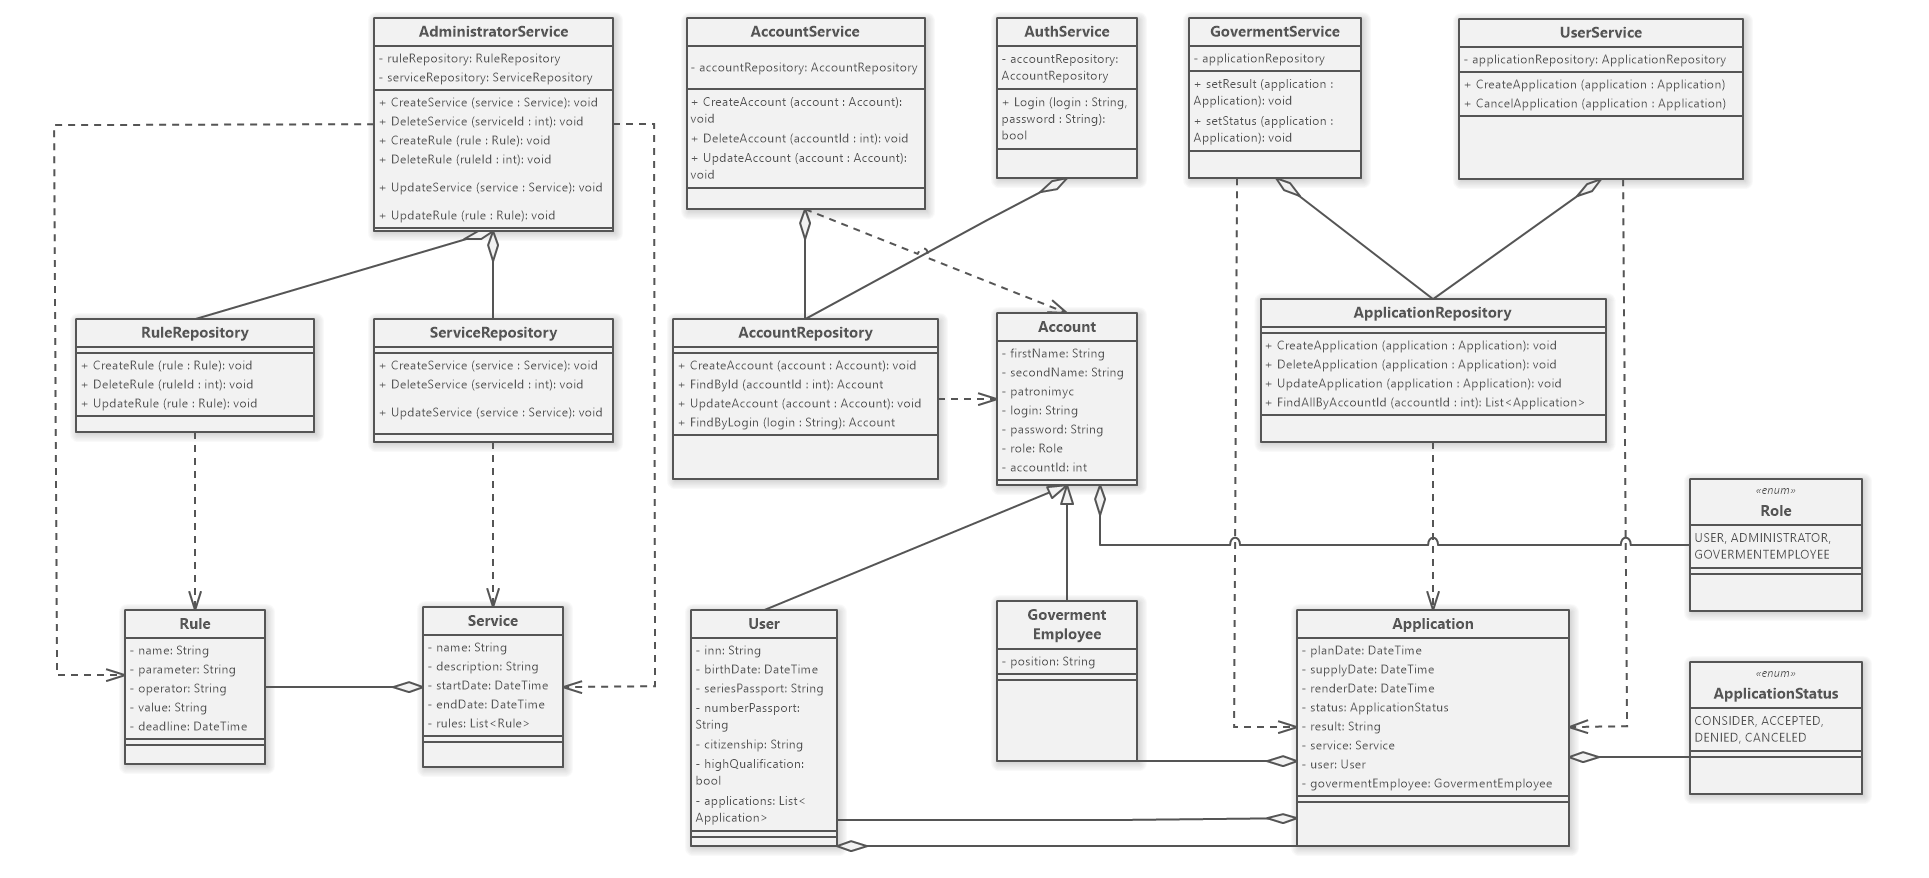 AdministratorService
- ruleRepository: RuleRepository
- serviceRepository: ServiceRepository
+ CreateService (service : Service): void
+ DeleteService (serviceId : int): void
+ CreateRule (rule : Rule): void
+ DeleteRule (ruleId : int): void
+ UpdateService (service : Service): void
+ UpdateRule (rule : Rule): void
AccountService
- accountRepository: AccountRepository
+ CreateAccount (account : Account):
void
+ DeleteAccount (accountId : int): void
+ UpdateAccount (account : Account):
void
AuthService
- accountRepository:
AccountRepository
+ Login (login : String,
password : String):
bool
GovermentService
- applicationRepository
+ setResult (application :
Application): void
+ setStatus (application :
Application): void
UserService
- applicationRepository: ApplicationRepository
+ CreateApplication (application : Application)
+ CancelApplication (application : Application)
RuleRepository
+ CreateRule (rule : Rule): void
+ DeleteRule (ruleId : int): void
+ UpdateRule (rule : Rule): void
ServiceRepository
+ CreateService (service : Service): void
+ DeleteService (serviceId : int): void
+ UpdateService (service : Service): void
AccountRepository
+ CreateAccount (account : Account): void
+ FindById (accountId : int): Account
+ UpdateAccount (account : Account): void
+ FindByLogin (login : String): Account
Account
- firstName: String
- secondName: String
- patronimyc
- login: String
- password: String
- role: Role
- accountId: int
ApplicationRepository
+ CreateApplication (application : Application): void
+ DeleteApplication (application : Application): void
+ UpdateApplication (application : Application): void
+ FindAllByAccountId (accountId : int): List<Application>
«enum»
Role
USER, ADMINISTRATOR,
GOVERMENTEMPLOYEE
Rule
- name: String
- parameter: String
- operator: String
- value: String
- deadline: DateTime
Service
- name: String
- description: String
- startDate: DateTime
- endDate: DateTime
- rules: List<Rule>
User
- inn: String
- birthDate: DateTime
- seriesPassport: String
- numberPassport:
String
- citizenship: String
- highQualification:
bool
- applications: List<
Application>
Goverment
Employee
- position: String
Application
- planDate: DateTime
- supplyDate: DateTime
- renderDate: DateTime
- status: ApplicationStatus
- result: String
- service: Service
- user: User
- govermentEmployee: GovermentEmployee
«enum»
ApplicationStatus
CONSIDER, ACCEPTED,
DENIED, CANCELED